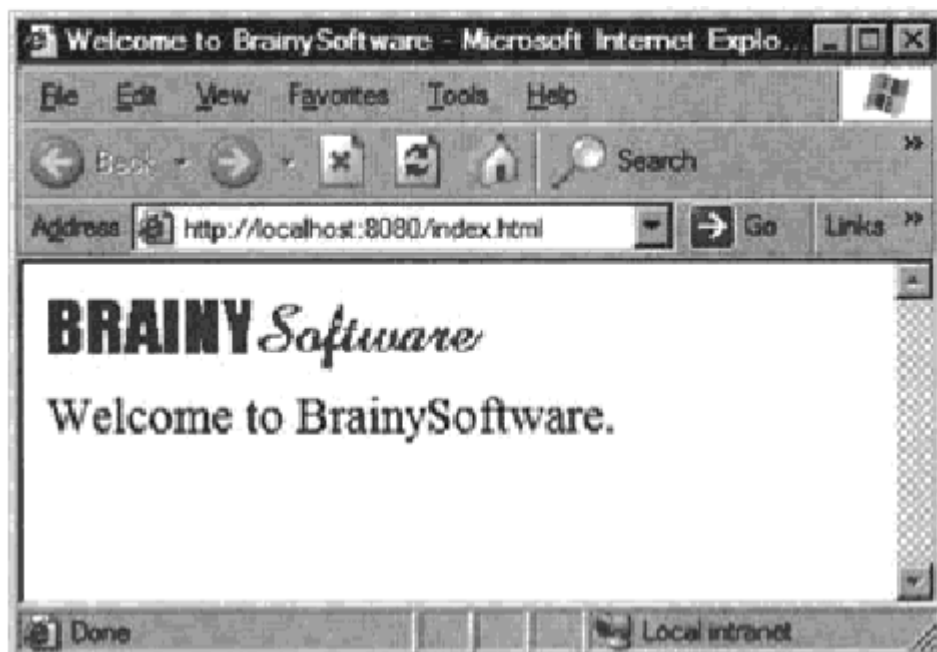 Welcome to BrainySoftware - Microsoft Internet Explo...
File Edit View Favorites Tools Help
Back Search
Address http://localhost:8080/index.html Go Links
BRAINY Software
Welcome to BrainySoftware.
Done Local intranet